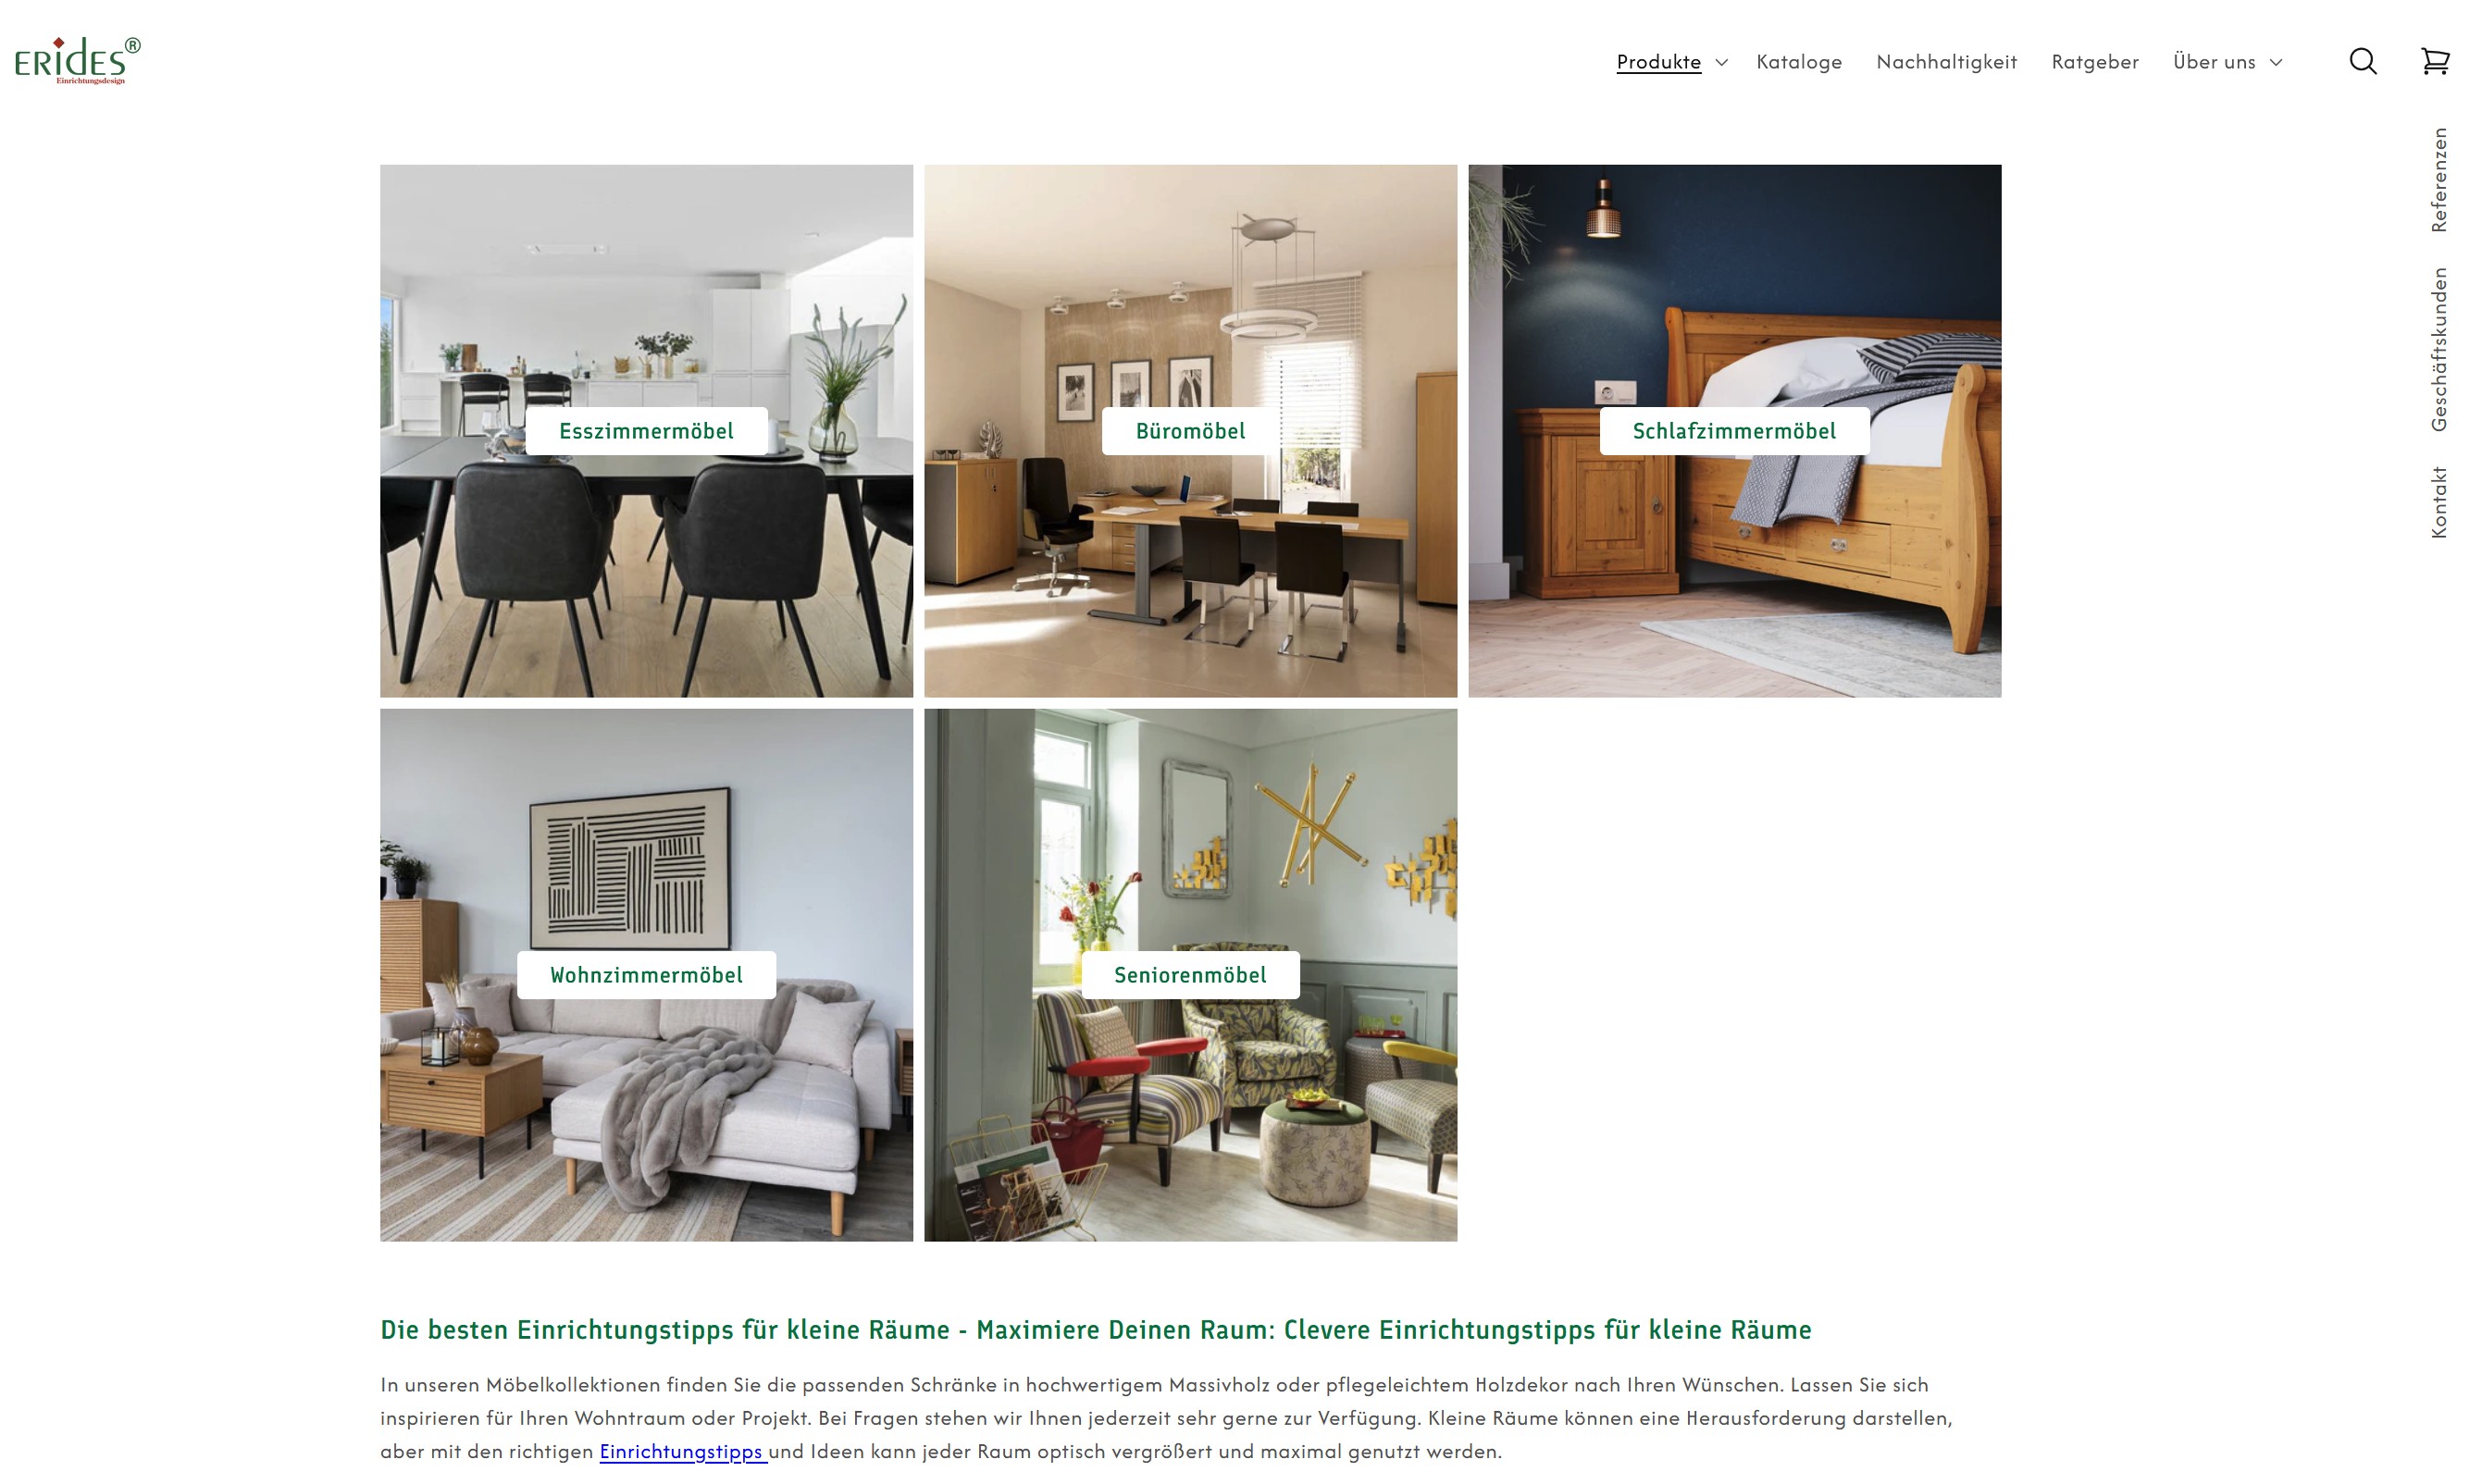 ERIDES®
Einrichtungsdesign
Produkte
Kataloge
Nachhaltigkeit
Ratgeber
Über uns
Referenzen
Geschäftskunden
Kontakt
Esszimmermöbel
Büromöbel
Schlafzimmermöbel
Wohnzimmermöbel
Seniorenmöbel
Die besten Einrichtungstipps für kleine Räume - Maximiere Deinen Raum: Clevere Einrichtungstipps für kleine Räume
In unseren Möbelkollektionen finden Sie die passenden Schränke in hochwertigem Massivholz oder pflegeleichtem Holzdekor nach Ihren Wünschen. Lassen Sie sich
inspirieren für Ihren Wohntraum oder Projekt. Bei Fragen stehen wir Ihnen jederzeit sehr gerne zur Verfügung. Kleine Räume können eine Herausforderung darstellen,
aber mit den richtigen Einrichtungstipps und Ideen kann jeder Raum optisch vergrößert und maximal genutzt werden.